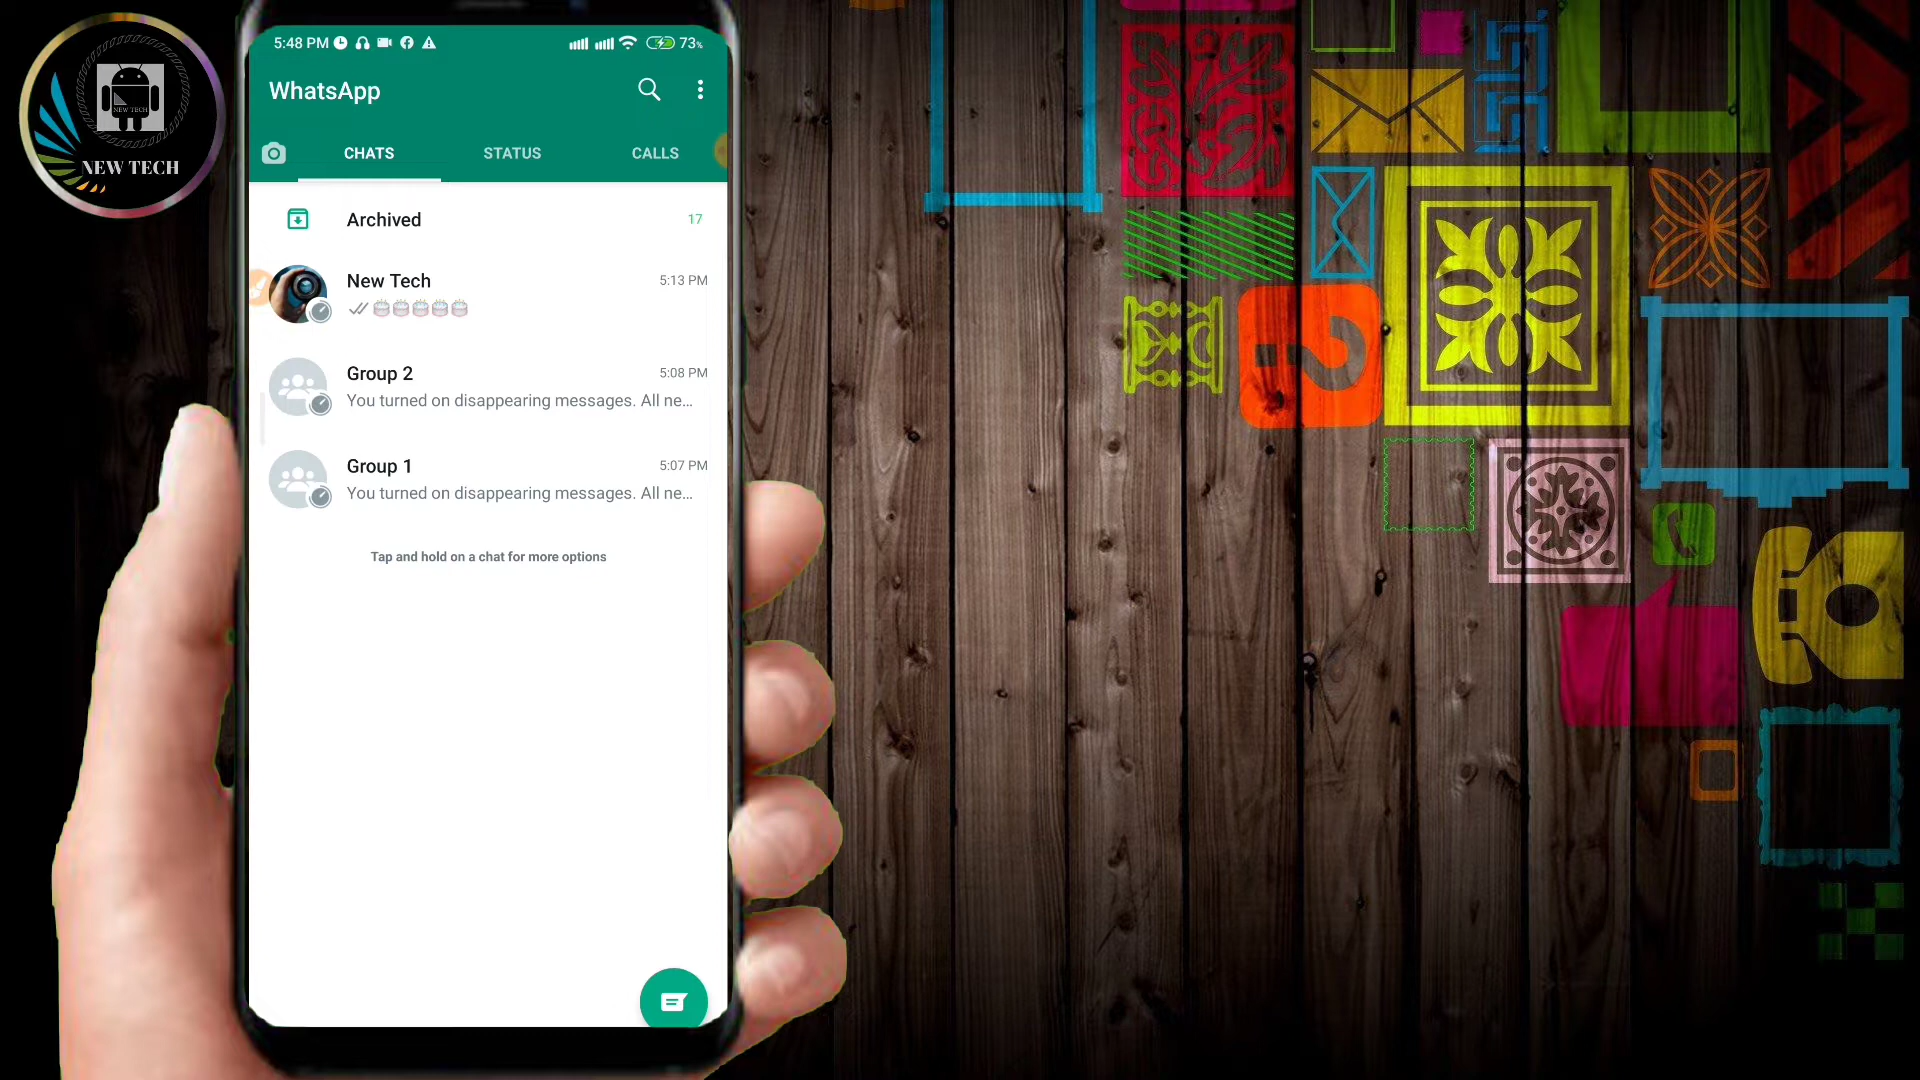 NEW TECH
NEW TECH
5:48 PM 73%
WhatsApp
CHATS STATUS CALLS
Archived 17
New Tech 5:13 PM
Group 2 5:08 PM
You turned on disappearing messages. All ne...
Group 1 5:07 PM
You turned on disappearing messages. All ne...
Tap and hold on a chat for more options